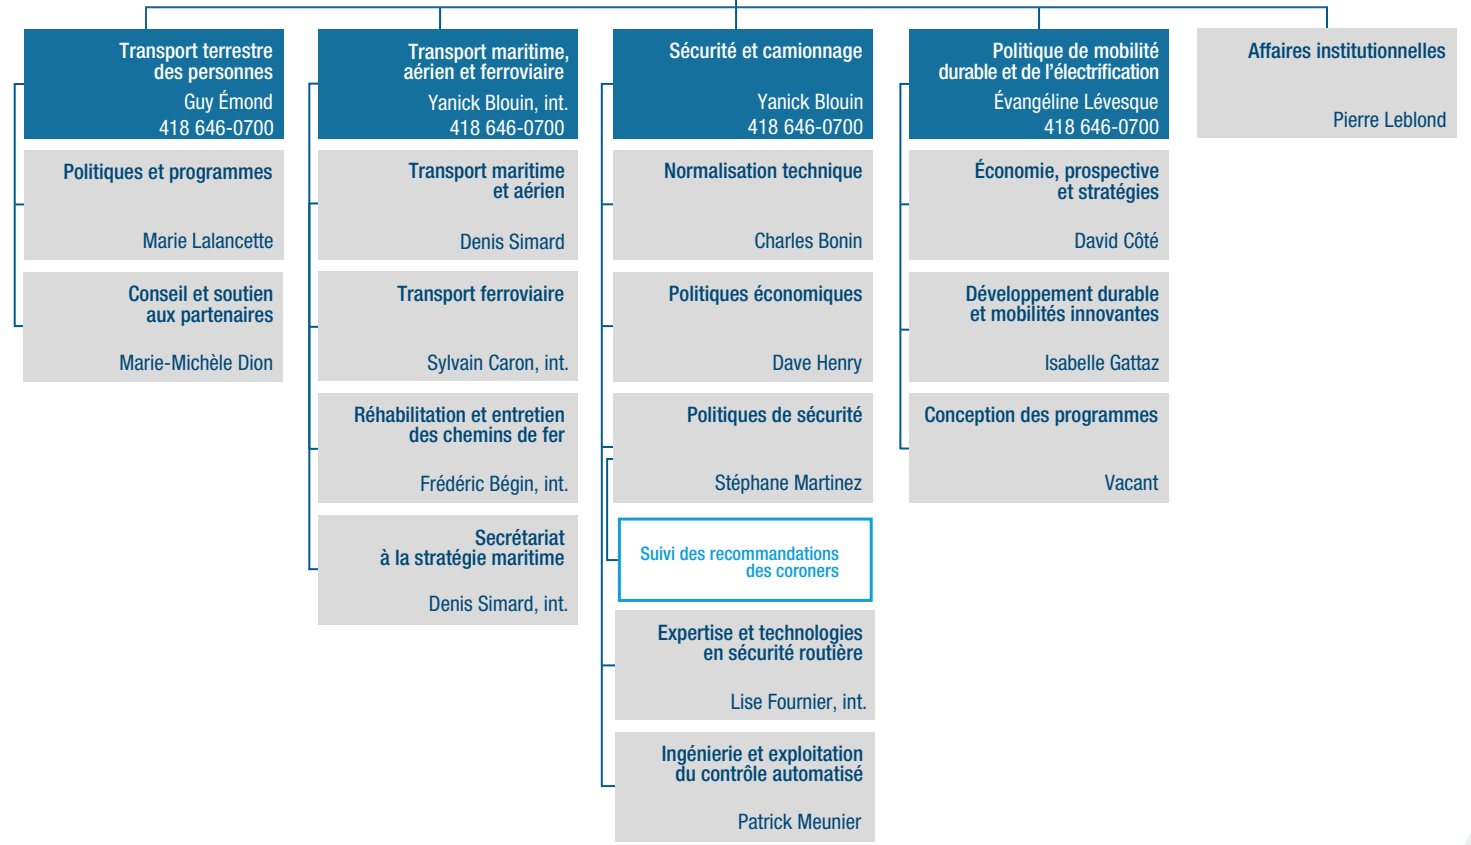 Transport terrestre
des personnes
Guy Émond
418 646-0700
Politiques et programmes
Marie Lalancette
Conseil et soutien
aux partenaires
Marie-Michèle Dion
Transport maritime,
aérien et ferroviaire
Yanick Blouin, int.
418 646-0700
Transport maritime
et aérien
Denis Simard
Transport ferroviaire
Sylvain Caron, int.
Réhabilitation et entretien
des chemins de fer
Frédéric Bégin, int.
Secrétariat
à la stratégie maritime
Denis Simard, int.
Sécurité et camionnage
Yanick Blouin
418 646-0700
Normalisation technique
Charles Bonin
Politiques économiques
Dave Henry
Politiques de sécurité
Stéphane Martinez
Suivi des recommandations
des coroners
Expertise et technologies
en sécurité routière
Lise Fournier, int.
Ingénierie et exploitation
du contrôle automatisé
Patrick Meunier
Politique de mobilité
durable et de l'électrification
Évangéline Lévesque
418 646-0700
Économie, prospective
et stratégies
David Côté
Développement durable
et mobilités innovantes
Isabelle Gattaz
Conception des programmes
Vacant
Affaires institutionnelles
Pierre Leblond